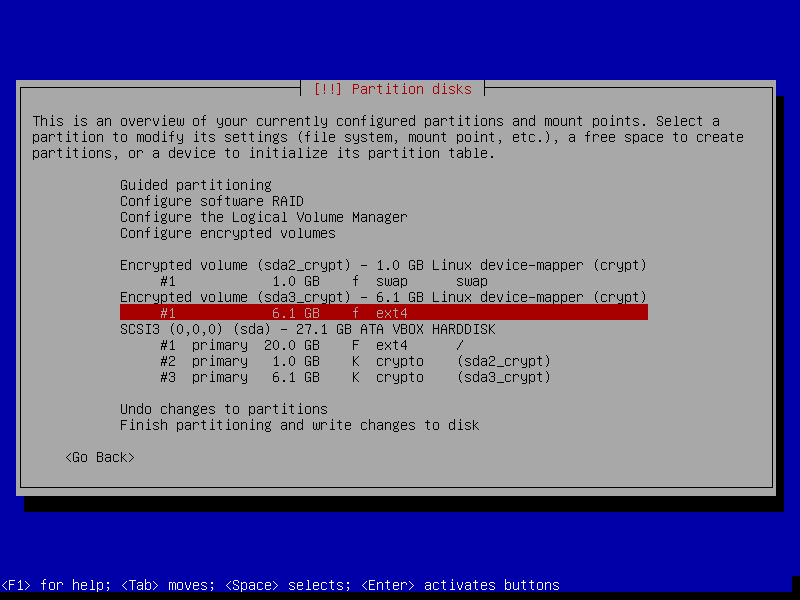 [!!] Partition disks
This is an overview of your currently configured partitions and mount points. Select a
partition to modify its settings (file system, mount point, etc.), a free space to create
partitions, or a device to initialize its partition table.
Guided partitioning
Configure software RAID
Configure the Logical Volume Manager
Configure encrypted volumes
Encrypted volume (sda2_crypt) - 1.0 GB Linux device-mapper (crypt)
#1 1.0 GB f swap swap
Encrypted volume (sda3_crypt) - 6.1 GB Linux device-mapper (crypt)
#1 6.1 GB f ext4
SCSI3 (0,0,0) (sda) - 27.1 GB ATA VBOX HARDDISK
#1 primary 20.0 GB F ext4 /
#2 primary 1.0 GB K crypto (sda2_crypt)
#3 primary 6.1 GB K crypto (sda3_crypt)
Undo changes to partitions
Finish partitioning and write changes to disk
<Go Back>
<F1> for help; <Tab> moves; <Space> selects; <Enter> activates buttons